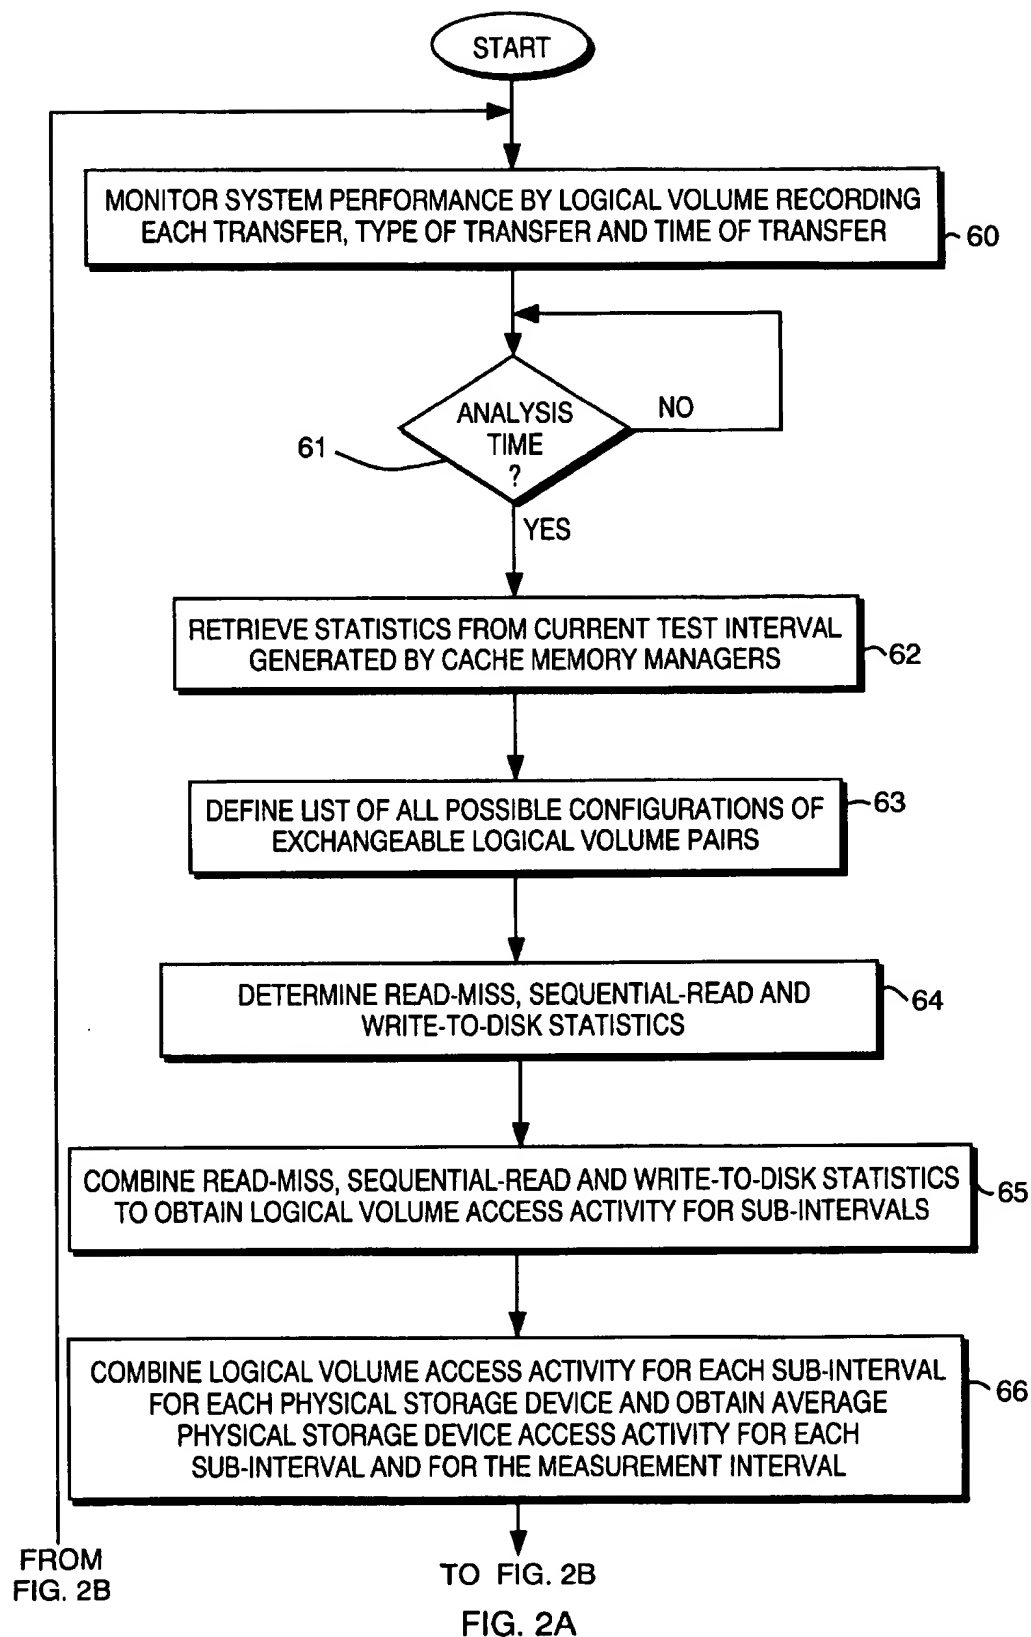 START
MONITOR SYSTEM PERFORMANCE BY LOGICAL VOLUME RECORDING
EACH TRANSFER, TYPE OF TRANSFER AND TIME OF TRANSFER
60
ANALYSIS
TIME
?
NO
61
YES
RETRIEVE STATISTICS FROM CURRENT TEST INTERVAL
GENERATED BY CACHE MEMORY MANAGERS
62
DEFINE LIST OF ALL POSSIBLE CONFIGURATIONS OF
EXCHANGEABLE LOGICAL VOLUME PAIRS
63
DETERMINE READ-MISS, SEQUENTIAL-READ AND
WRITE-TO-DISK STATISTICS
64
COMBINE READ-MISS, SEQUENTIAL-READ AND WRITE-TO-DISK STATISTICS
TO OBTAIN LOGICAL VOLUME ACCESS ACTIVITY FOR SUB-INTERVALS
65
COMBINE LOGICAL VOLUME ACCESS ACTIVITY FOR EACH SUB-INTERVAL
FOR EACH PHYSICAL STORAGE DEVICE AND OBTAIN AVERAGE
PHYSICAL STORAGE DEVICE ACCESS ACTIVITY FOR EACH
SUB-INTERVAL AND FOR THE MEASUREMENT INTERVAL
66
FROM
FIG. 2B
TO FIG. 2B
FIG. 2A